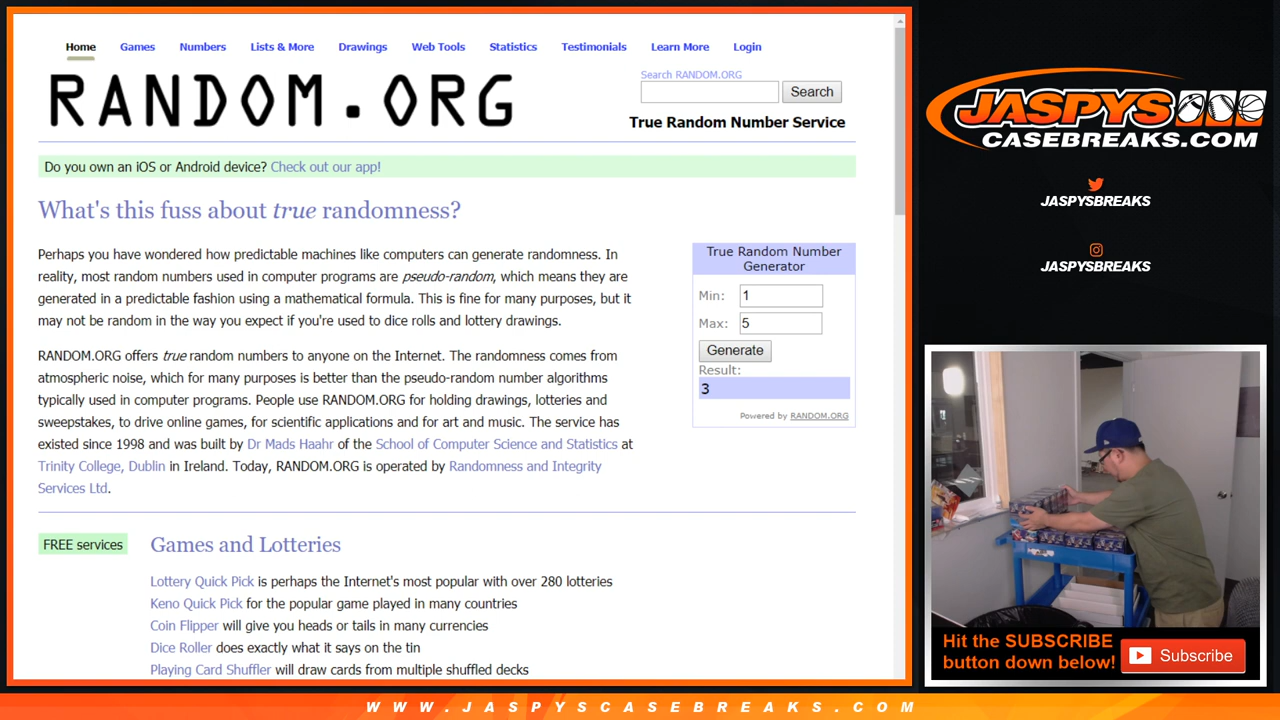 Home Games Numbers Lists & More Drawings Web Tools Statistics Testimonials Learn More Login
RANDOM.ORG
Search RANDOM.ORG
Search
True Random Number Service
Do you own an iOS or Android device? Check out our app!
What's this fuss about true randomness?
Perhaps you have wondered how predictable machines like computers can generate randomness. In
reality, most random numbers used in computer programs are pseudo-random, which means they are
generated in a predictable fashion using a mathematical formula. This is fine for many purposes, but it
may not be random in the way you expect if you're used to dice rolls and lottery drawings.
RANDOM.ORG offers true random numbers to anyone on the Internet. The randomness comes from
atmospheric noise, which for many purposes is better than the pseudo-random number algorithms
typically used in computer programs. People use RANDOM.ORG for holding drawings, lotteries and
sweepstakes, to drive online games, for scientific applications and for art and music. The service has
existed since 1998 and was built by Dr Mads Haahr of the School of Computer Science and Statistics at
Trinity College, Dublin in Ireland. Today, RANDOM.ORG is operated by Randomness and Integrity
Services Ltd.
True Random Number
Generator
Min: 1
Max: 5
Generate
Result:
3
Powered by RANDOM.ORG
FREE services
Games and Lotteries
Lottery Quick Pick is perhaps the Internet's most popular with over 280 lotteries
Keno Quick Pick for the popular game played in many countries
Coin Flipper will give you heads or tails in many currencies
Dice Roller does exactly what it says on the tin
Playing Card Shuffler will draw cards from multiple shuffled decks
JASPYS
CASEBREAKS.COM
JASPYSBREAKS
JASPYSBREAKS
Hit the SUBSCRIBE
button down below!
Subscribe
WWW.JASPYSCASEBREAKS.COM